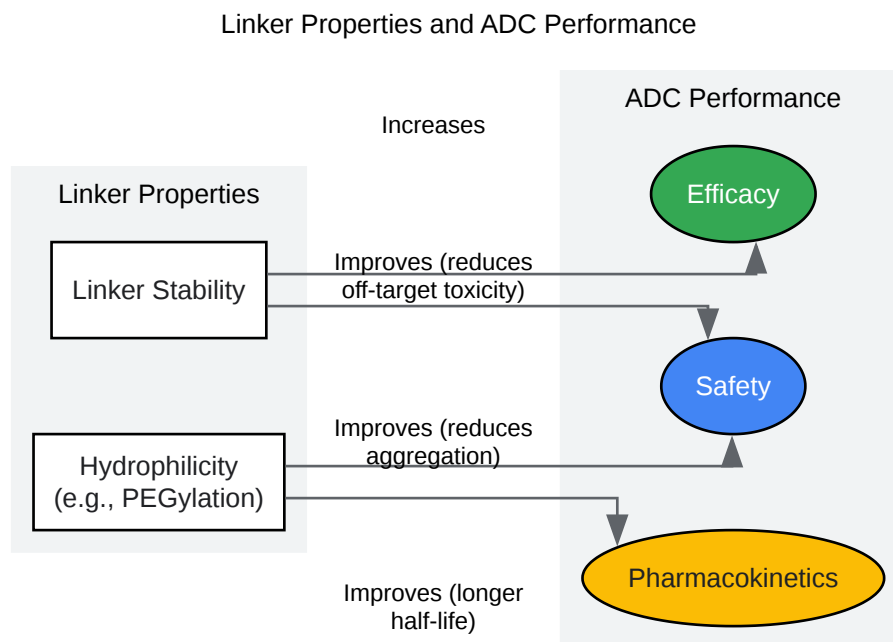 Linker Properties and ADC Performance
ADC Performance
Increases
Linker Properties
Efficacy
Linker Stability
Improves (reduces
off-target toxicity)
Safety
Hydrophilicity
(e.g., PEGylation)
Improves (reduces
aggregation)
Pharmacokinetics
Improves (longer
half-life)